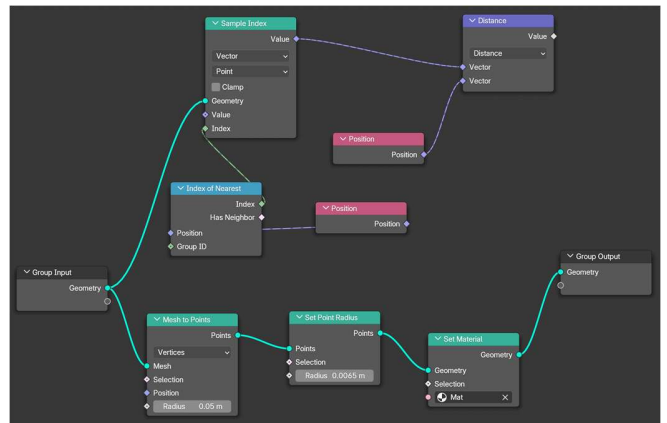 Sample Index
Value
Vector
Point
Clamp
Geometry
Value
Index
Distance
Value
Distance
Vector
Vector
Position
Position
Index of Nearest
Index
Has Neighbor
Position
Group ID
Position
Position
Group Input
Geometry
Mesh to Points
Points
Vertices
Mesh
Selection
Position
Radius 0.05 m
Set Point Radius
Points
Points
Selection
Radius 0.0065 m
Set Material
Geometry
Geometry
Selection
Mat
Group Output
Geometry